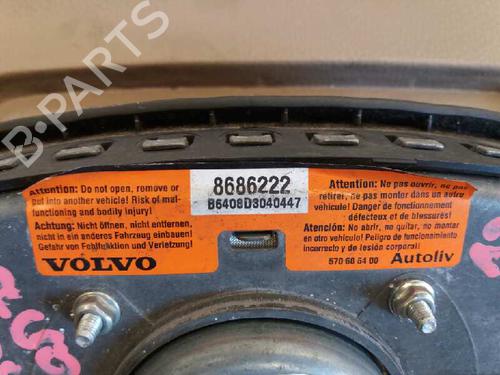 B-PARTS
Attention: Do not open, remove or
put into another vehicle! Risk of mal-
functioning and bodity injury!
Achtung: Nicht öffnen, nicht entfernen,
nicht in ein anderes Fahrzeug einbauen!
Gefahr von Fehlfunktion und Verletzung!
VOLVO
8686222
B6408D3040447
Attention: Ne pas ouvrir, ne pas
retirer, ne pas monter dans un autre
véhicule! Danger de fonctionnement
défecteux et de blessures!
Atención: No abrir, no quitar, no montar
en otro vehículo! Peligro de funcionamiento
incorrecto y de lesión corporal!
570 60 64 00 Autoliv